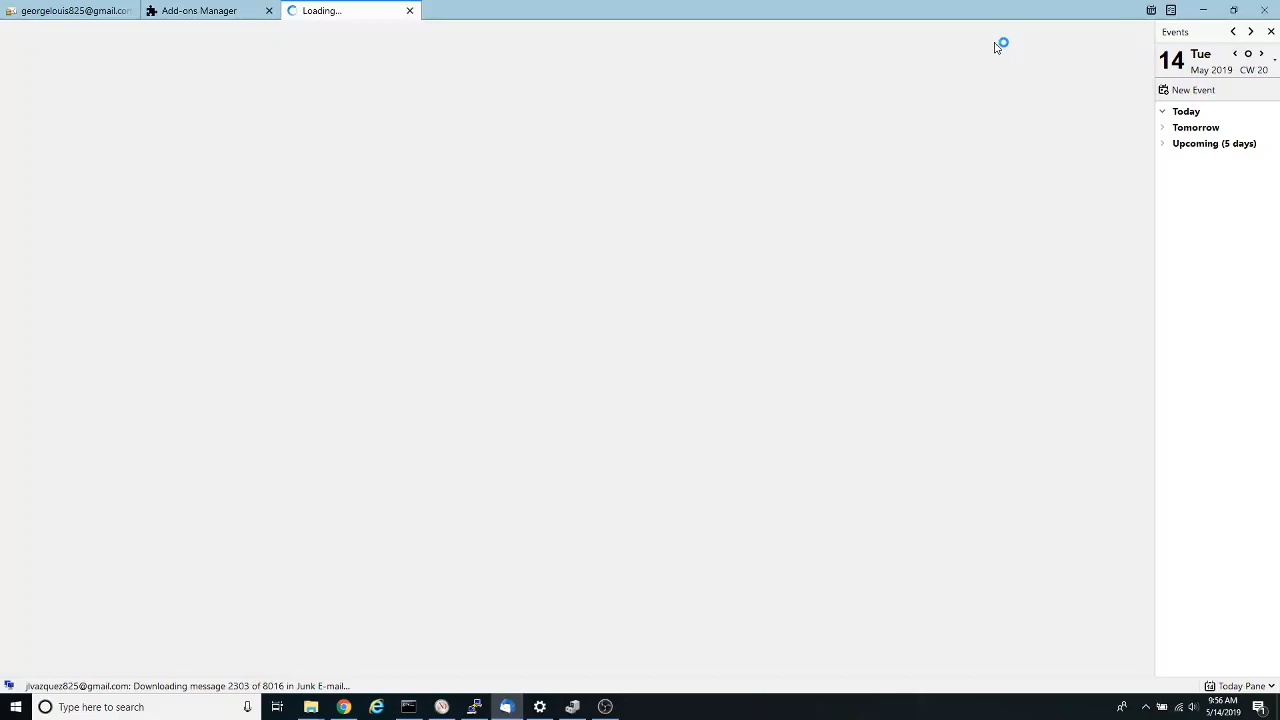 georgelouis825@gmail.com
Add-ons Manager
Loading...
Events
14
Tue
May 2019 CW 20
New Event
Today
Tomorrow
Upcoming (5 days)
jlvazquez825@gmail.com: Downloading message 2303 of 8016 in Junk E-mail...
Today Pane
Type here to search
9:56 AM
5/14/2019